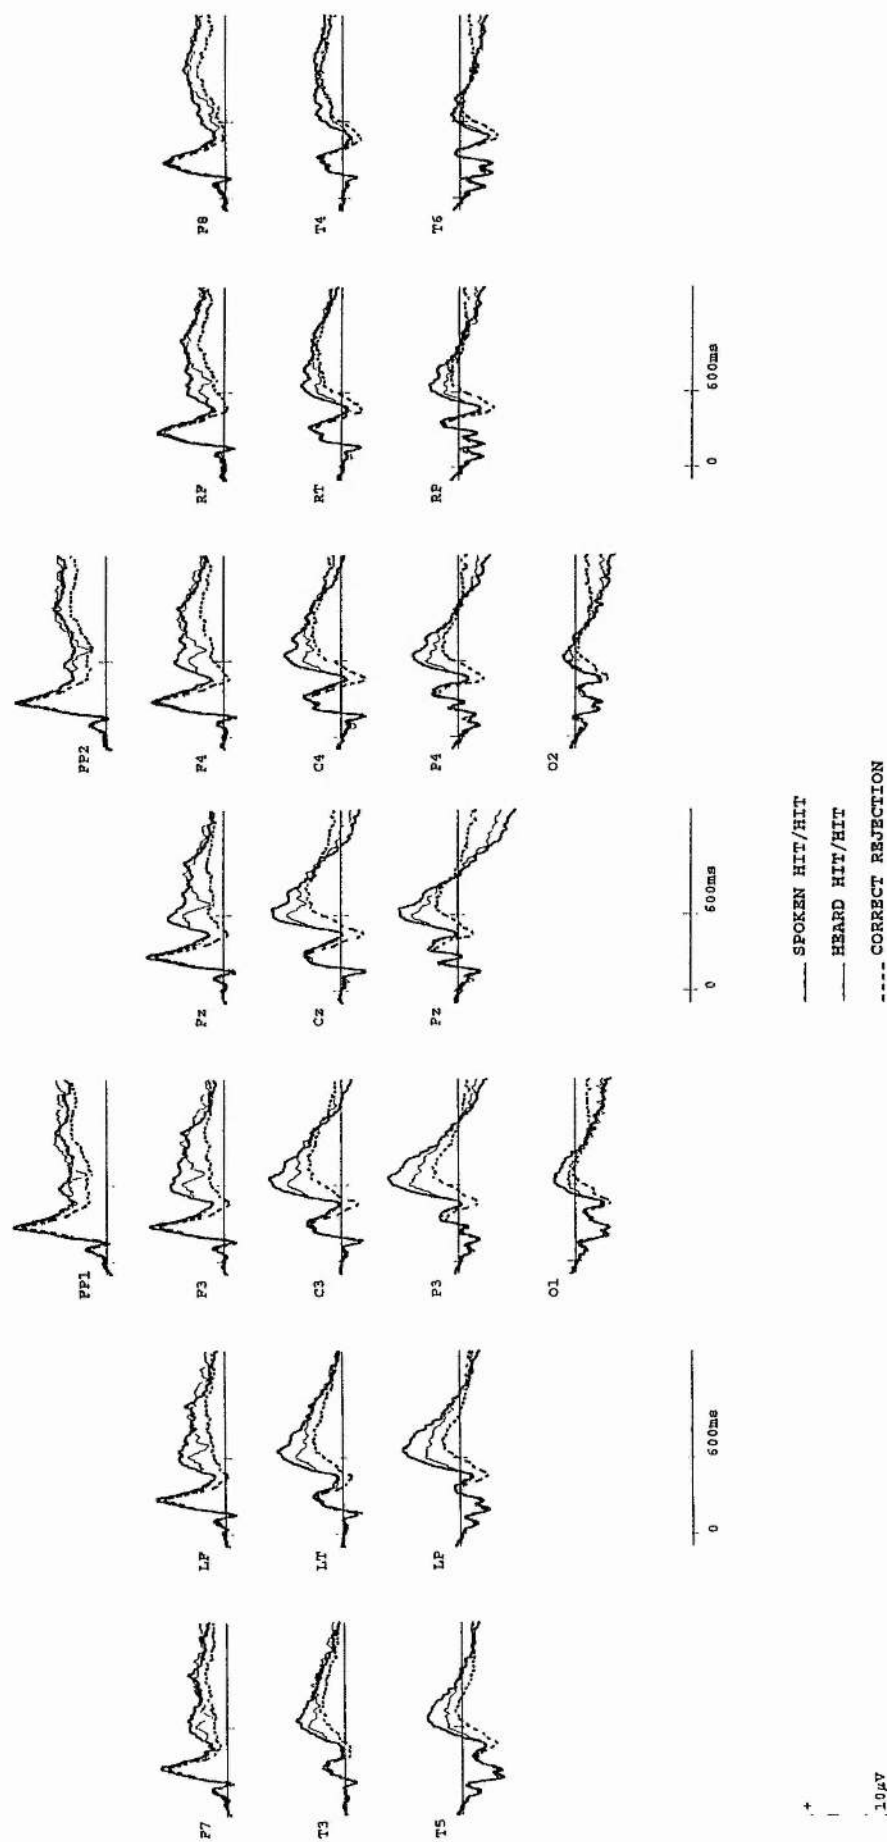 FP1 FP2
F7 LF F3 Fz F4 RF F8
T3 LT C3 Cz C4 RT T4
T5 LP P3 Pz P4 RP T6
O1 O2
0 600ms 0 600ms 0 600ms
+
SPOKEN HIT/HIT
HEARD HIT/HIT
10µV
CORRECT REJECTION